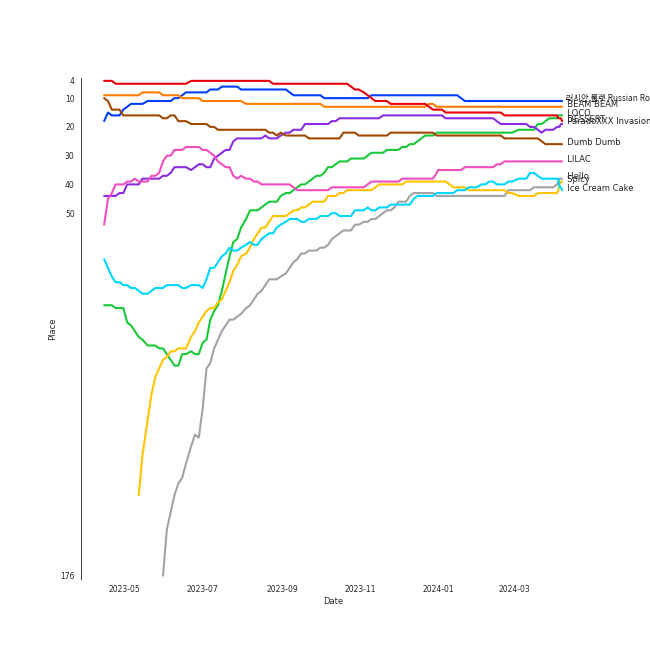 4
10
20
30
40
50
176
Place
2023-05
2023-07
2023-09
2023-11
2024-01
2024-03
Date
러시안 룰렛 Russian Ro
BEAM BEAM
LOCO
DESSERT
ParadoXXX Invasion
Dumb Dumb
LILAC
Hello
Spicy
Ice Cream Cake